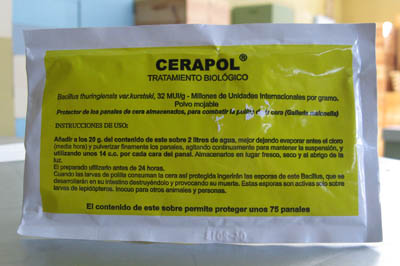 CERAPOL®
TRATAMIENTO BIOLÓGICO
Bacillus thuringiensis var.kurstski, 32 MUI/g - Millones de Unidades Internacionales por gramo.
Polvo mojable
Protector de los panales de cera almacenados, para combatir la polilla de la cera (Galleria malonella)
INSTRUCCIONES DE USO:
Añadir a los 25 g. del contenido de este sobre 2 litros de agua, mejor dejando evaporar antes el cloro
(media hora) y pulverizar finamente los panales, agitando continuamente para mantener la suspensión, y
utilizando unos 14 c.c. por cada cara del panal. Almacenarlos en lugar fresco, seco y al abrigo de la
luz.
El preparado utilizarlo antes de 24 horas.
Cuando las larvas de polilla consuman la cera así protegida ingerirán las esporas de este Bacillus, que se
desarrollarán en su intestino destruyéndolo y provocando su muerte. Estas esporas son activas solo sobre
larvas de lepidópteros. Inocuo para otros animales y personas.
El contenido de este sobre permite proteger unos 75 panales